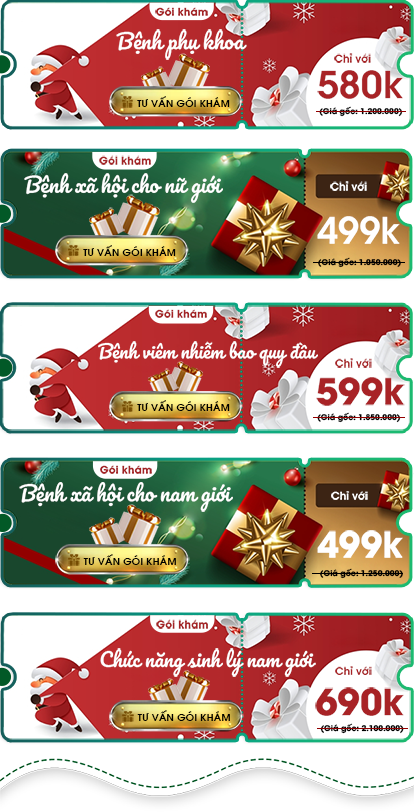 Gói khám
Bệnh phụ khoa
TƯ VẤN GÓI KHÁM
Chỉ với
580k
(Giá gốc: 1.200.000)
Gói khám
Bệnh xã hội cho nữ giới
TƯ VẤN GÓI KHÁM
Chỉ với
499k
(Giá gốc: 1.050.000)
Gói khám
Bệnh viêm nhiễm bao quy đầu
TƯ VẤN GÓI KHÁM
Chỉ với
599k
(Giá gốc: 1.550.000)
Gói khám
Bệnh xã hội cho nam giới
TƯ VẤN GÓI KHÁM
Chỉ với
499k
(Giá gốc: 1.250.000)
Gói khám
Chức năng sinh lý nam giới
TƯ VẤN GÓI KHÁM
Chỉ với
690k
(Giá gốc: 2.100.000)